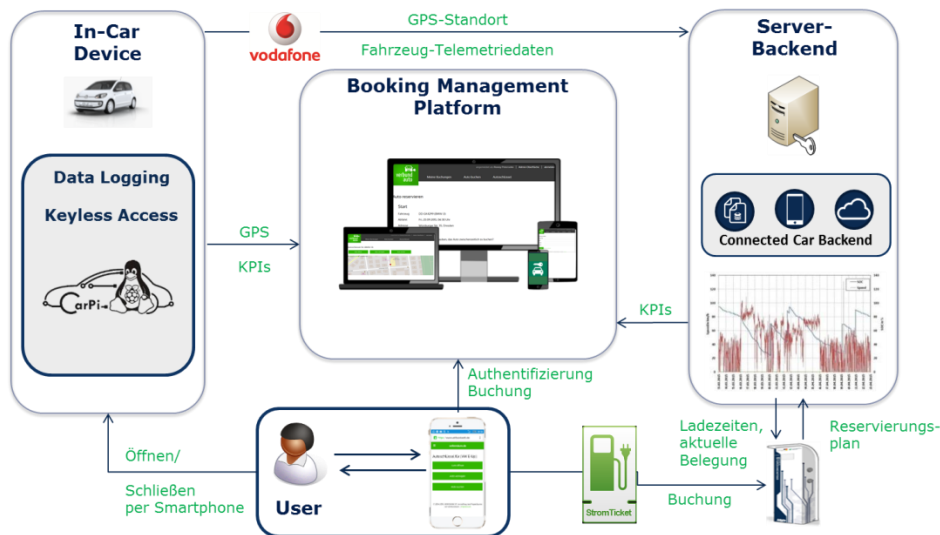 In-Car
Device
vodafone
GPS-Standort
Fahrzeug-Telemetriedaten
Server-
Backend
Booking Management
Platform
Data Logging
Keyless Access
CarPi
GPS
KPIs
Start
Connected Car Backend
KPIs
Authentifizierung
Buchung
Öffnen/
Schließen
per Smartphone
User
StromTicket
Buchung
Ladezeiten,
aktuelle
Belegung
Reservierungs-
plan